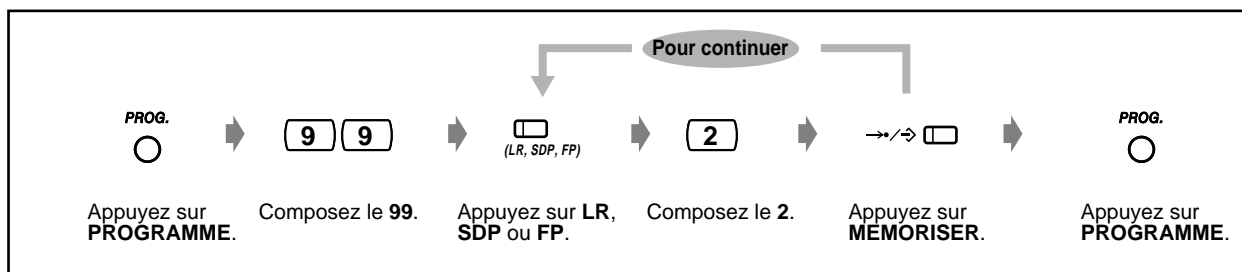 Pour continuer
PROG.
9 9
(LR, SDP, FP)
2
PROG.
Appuyez sur
PROGRAMME.
Composez le 99.
Appuyez sur LR,
SDP ou FP.
Composez le 2.
Appuyez sur
MEMORISER.
Appuyez sur
PROGRAMME.